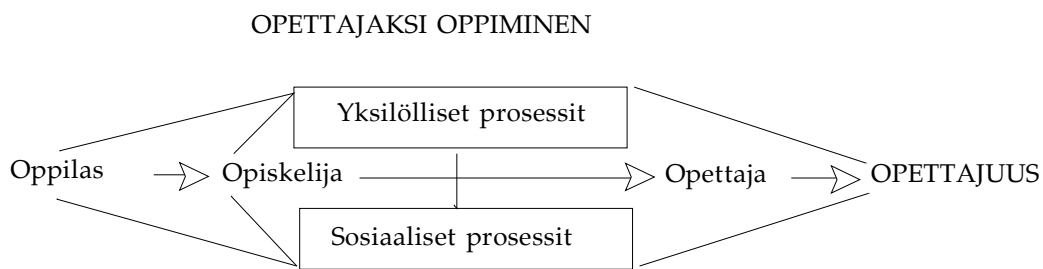 OPETTAJAKSI OPPIMINEN
Yksilölliset prosessit
Oppilas Opiskelija Opettaja OPETTAJUUS
Sosiaaliset prosessit